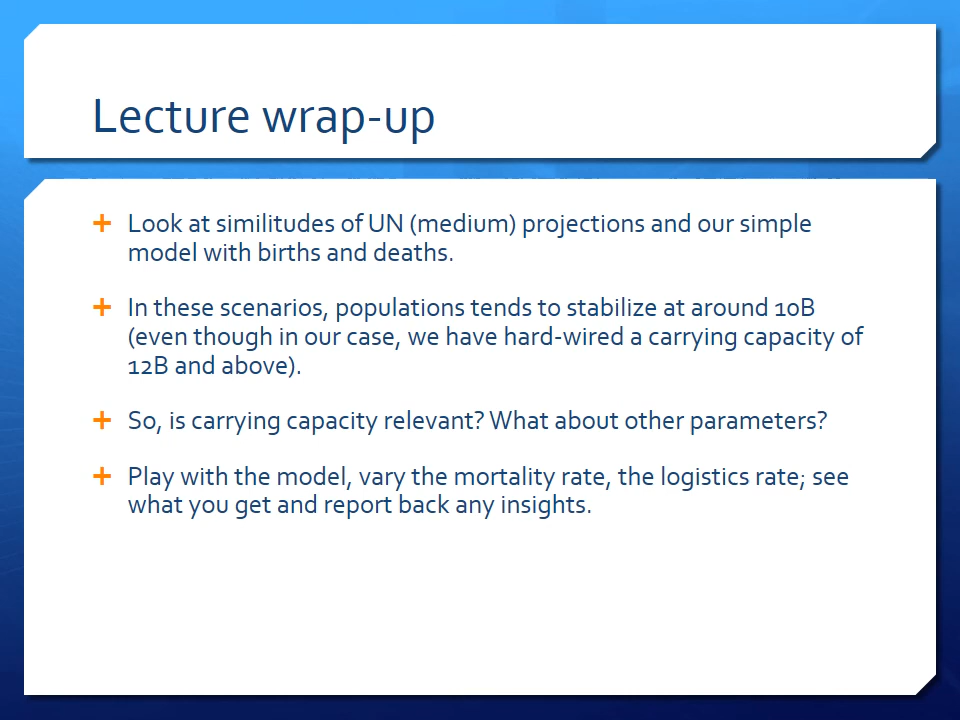 Lecture wrap-up
Look at similitudes of UN (medium) projections and our simple
model with births and deaths.
In these scenarios, populations tends to stabilize at around 10B
(even though in our case, we have hard-wired a carrying capacity of
12B and above).
So, is carrying capacity relevant? What about other parameters?
Play with the model, vary the mortality rate, the logistics rate; see
what you get and report back any insights.